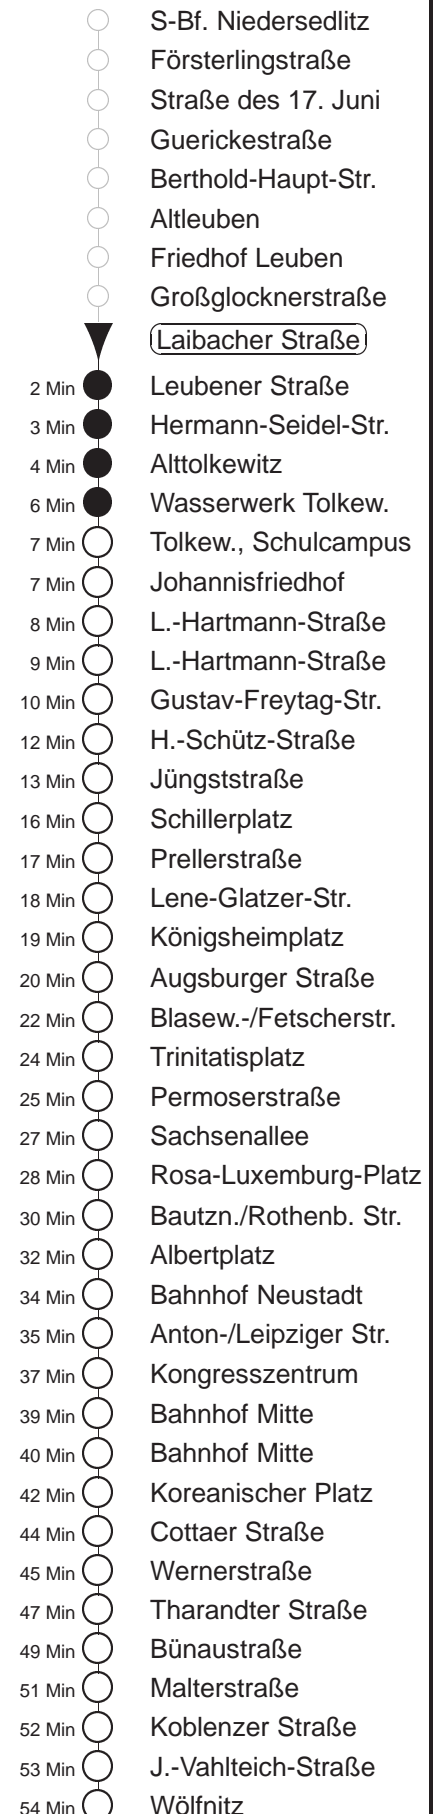 S-Bf. Niedersedlitz
Försterlingstraße
Straße des 17. Juni
Guerickestraße
Berthold-Haupt-Str.
Altleuben
Friedhof Leuben
Großglocknerstraße
Laibacher Straße
2 Min Leubener Straße
3 Min Hermann-Seidel-Str.
4 Min Alttolkewitz
6 Min Wasserwerk Tolkew.
7 Min Tolkew., Schulcampus
7 Min Johannisfriedhof
8 Min L.-Hartmann-Straße
9 Min L.-Hartmann-Straße
10 Min Gustav-Freytag-Str.
12 Min H.-Schütz-Straße
13 Min Jüngststraße
16 Min Schillerplatz
17 Min Prellerstraße
18 Min Lene-Glatzer-Str.
19 Min Königsheimplatz
20 Min Augsburger Straße
22 Min Blasew.-/Fetscherstr.
24 Min Trinitatisplatz
25 Min Permoserstraße
27 Min Sachsenallee
28 Min Rosa-Luxemburg-Platz
30 Min Bautzn./Rothenb. Str.
32 Min Albertplatz
34 Min Bahnhof Neustadt
35 Min Anton-/Leipziger Str.
37 Min Kongresszentrum
39 Min Bahnhof Mitte
40 Min Bahnhof Mitte
42 Min Koreanischer Platz
44 Min Cottaer Straße
45 Min Wernerstraße
47 Min Tharandter Straße
49 Min Bünaustraße
51 Min Malterstraße
52 Min Koblenzer Straße
53 Min J.-Vahlteich-Straße
54 Min Wölfnitz